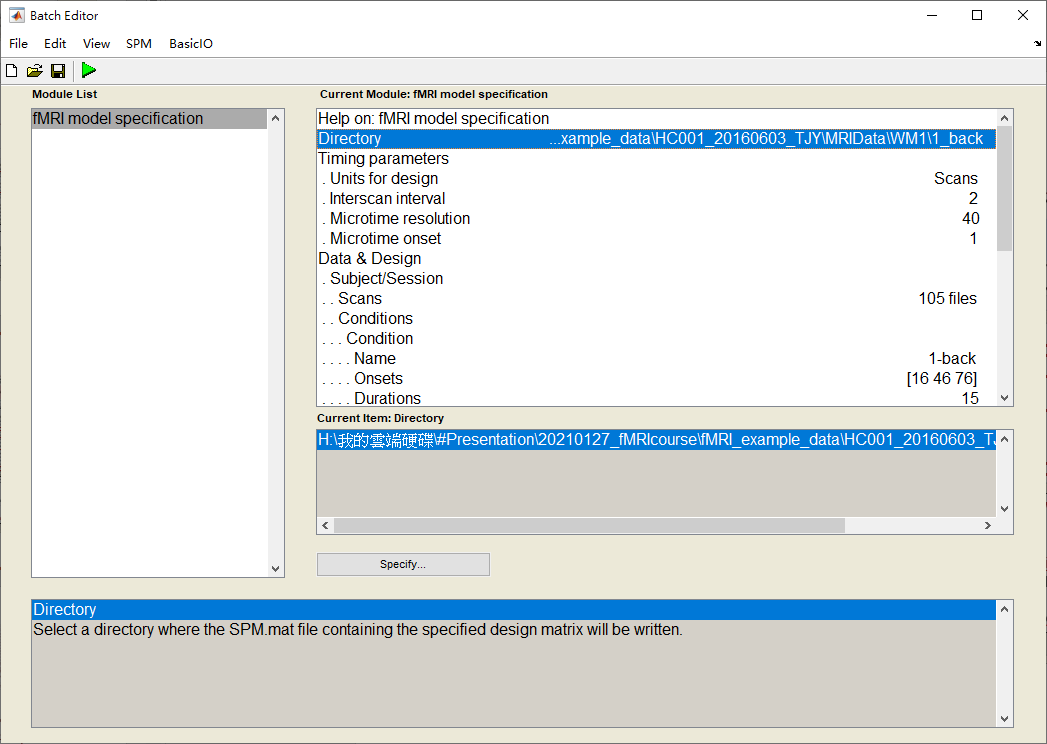 Batch Editor
File Edit View SPM BasicIO
Module List
fMRI model specification
Current Module: fMRI model specification
Help on: fMRI model specification
Directory ...xample_data\HC001_20160603_TJY\MRIData\WM1\1_back
Timing parameters
. Units for design Scans
. Interscan interval 2
. Microtime resolution 40
. Microtime onset 1
Data & Design
. Subject/Session
. . Scans 105 files
. . Conditions
. . . Condition
. . . . Name 1-back
. . . . Onsets [16 46 76]
. . . . Durations 15
Current Item: Directory
H:\我的雲端硬碟\#Presentation\20210127_fMRIcourse\fMRI_example_data\HC001_20160603_TJ
Specify...
Directory
Select a directory where the SPM.mat file containing the specified design matrix will be written.